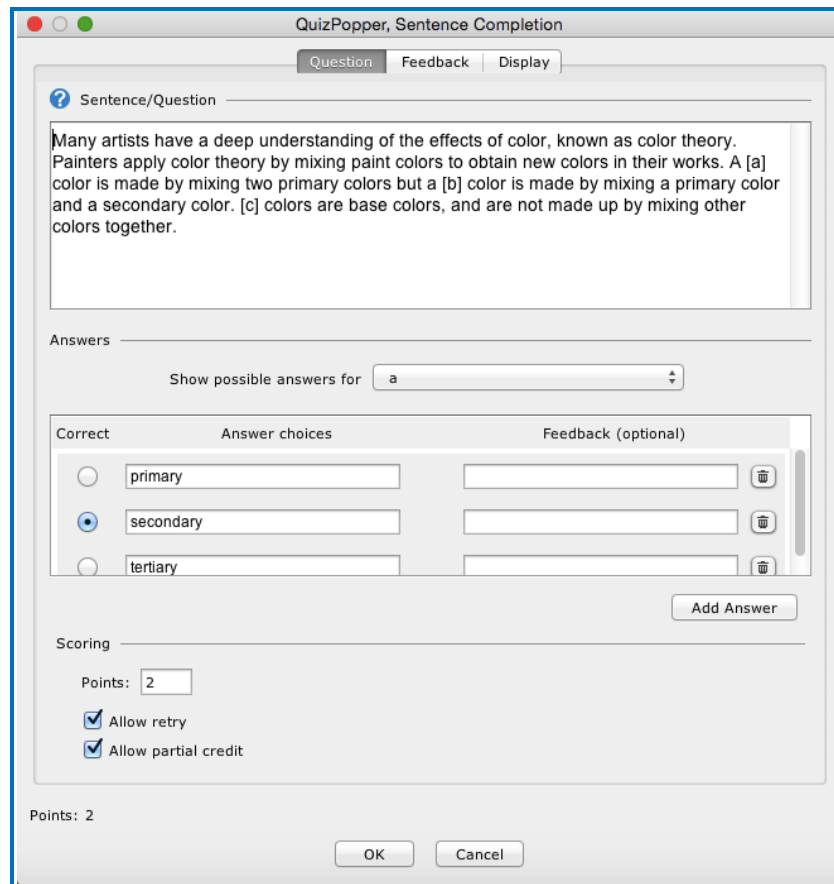 QuizPopper, Sentence Completion
Question Feedback Display
? Sentence/Question
Many artists have a deep understanding of the effects of color, known as color theory.
Painters apply color theory by mixing paint colors to obtain new colors in their works. A [a]
color is made by mixing two primary colors but a [b] color is made by mixing a primary color
and a secondary color. [c] colors are base colors, and are not made up by mixing other
colors together.
Answers
Show possible answers for a
Correct Answer choices Feedback (optional)
primary
secondary
tertiary
Add Answer
Scoring
Points: 2
Allow retry
Allow partial credit
Points: 2
OK Cancel